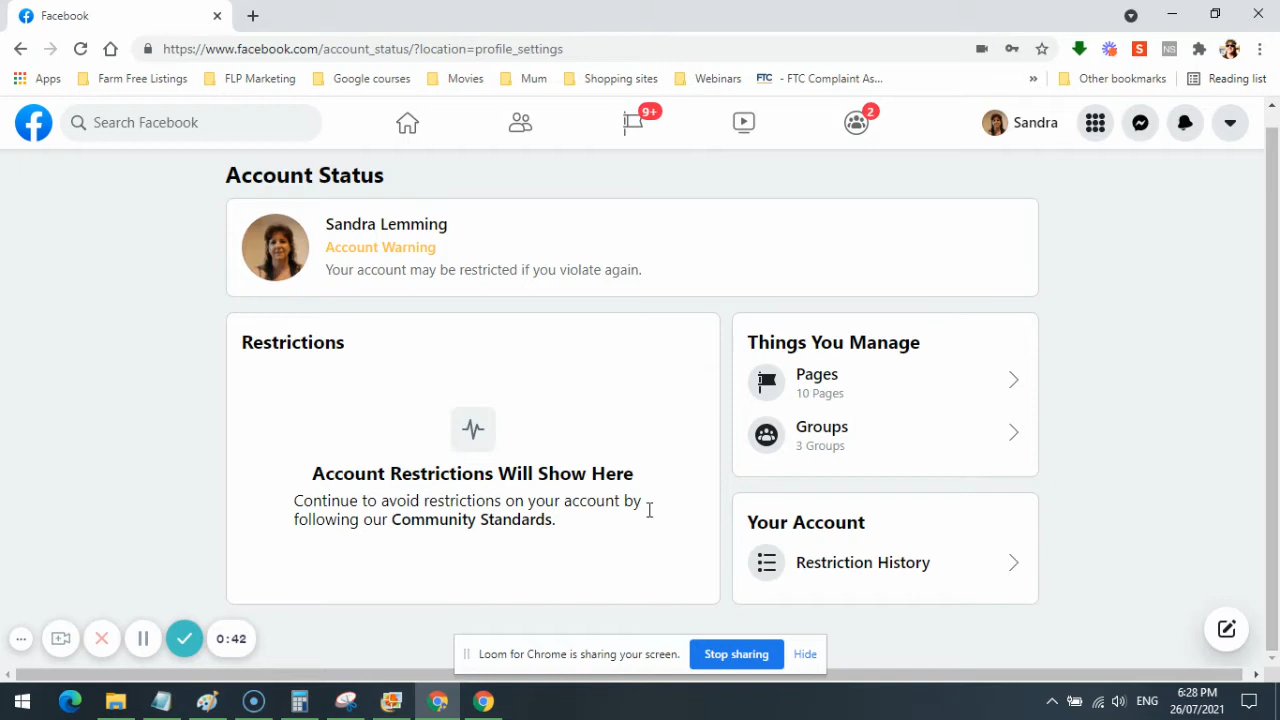 Facebook
https://www.facebook.com/account_status/?location=profile_settings
S
NS
Apps Farm Free Listings FLP Marketing Google courses Movies Mum Shopping sites Webinars FTC - FTC Complaint As... » Other bookmarks Reading list
Search Facebook 9+ 2 Sandra
Account Status
Sandra Lemming
Account Warning
Your account may be restricted if you violate again.
Restrictions
Account Restrictions Will Show Here
Continue to avoid restrictions on your account by
following our Community Standards.
Things You Manage
Pages
10 Pages
Groups
3 Groups
Your Account
Restriction History
0:42
Loom for Chrome is sharing your screen. Stop sharing Hide
ENG
6:28 PM
26/07/2021